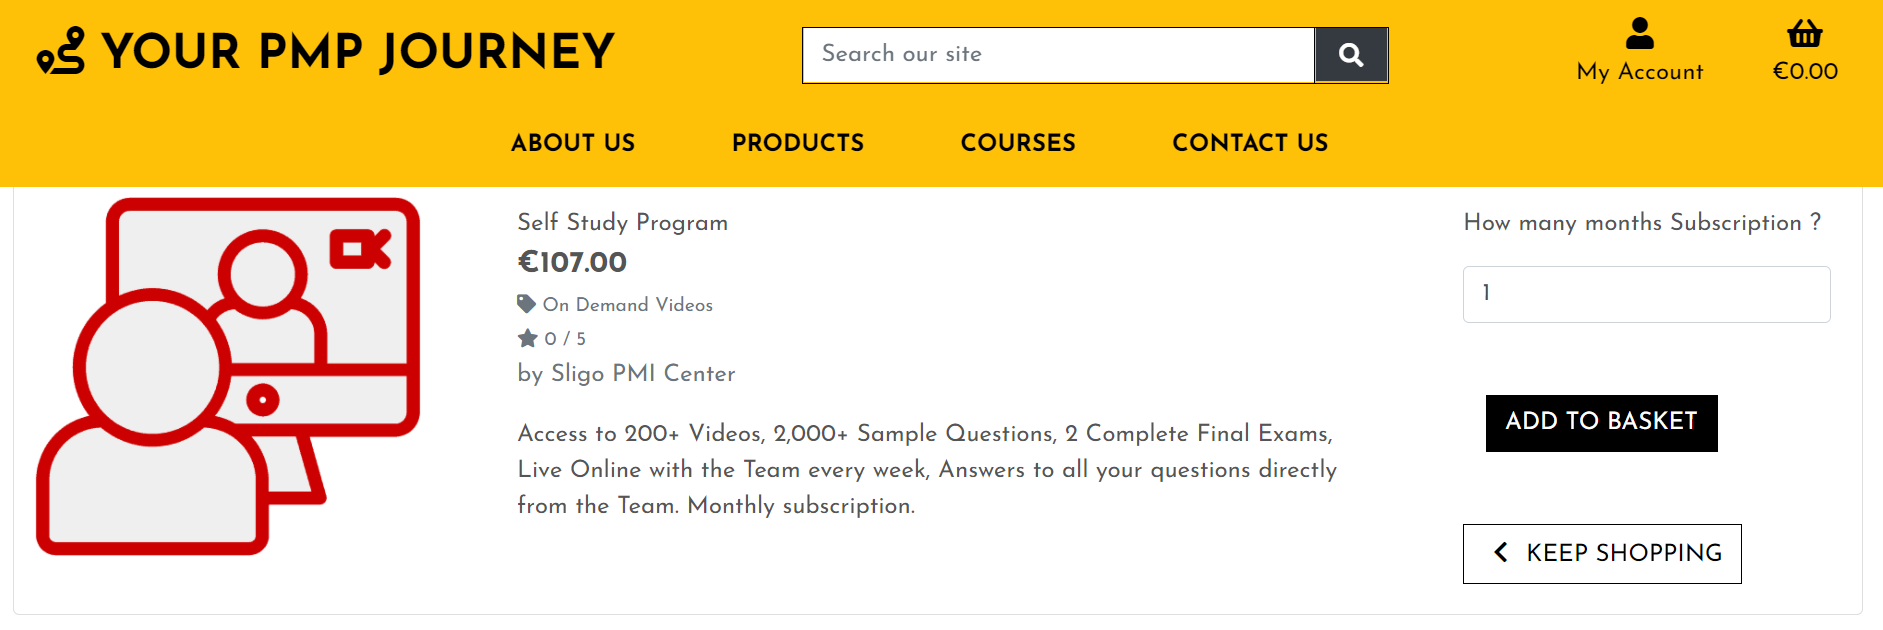 YOUR PMP JOURNEY
Search our site
My Account
€0.00
ABOUT US
PRODUCTS
COURSES
CONTACT US
Self Study Program
€107.00
On Demand Videos
0 / 5
by Sligo PMI Center
Access to 200+ Videos, 2,000+ Sample Questions, 2 Complete Final Exams,
Live Online with the Team every week, Answers to all your questions directly
from the Team. Monthly subscription.
How many months Subscription ?
1
ADD TO BASKET
KEEP SHOPPING